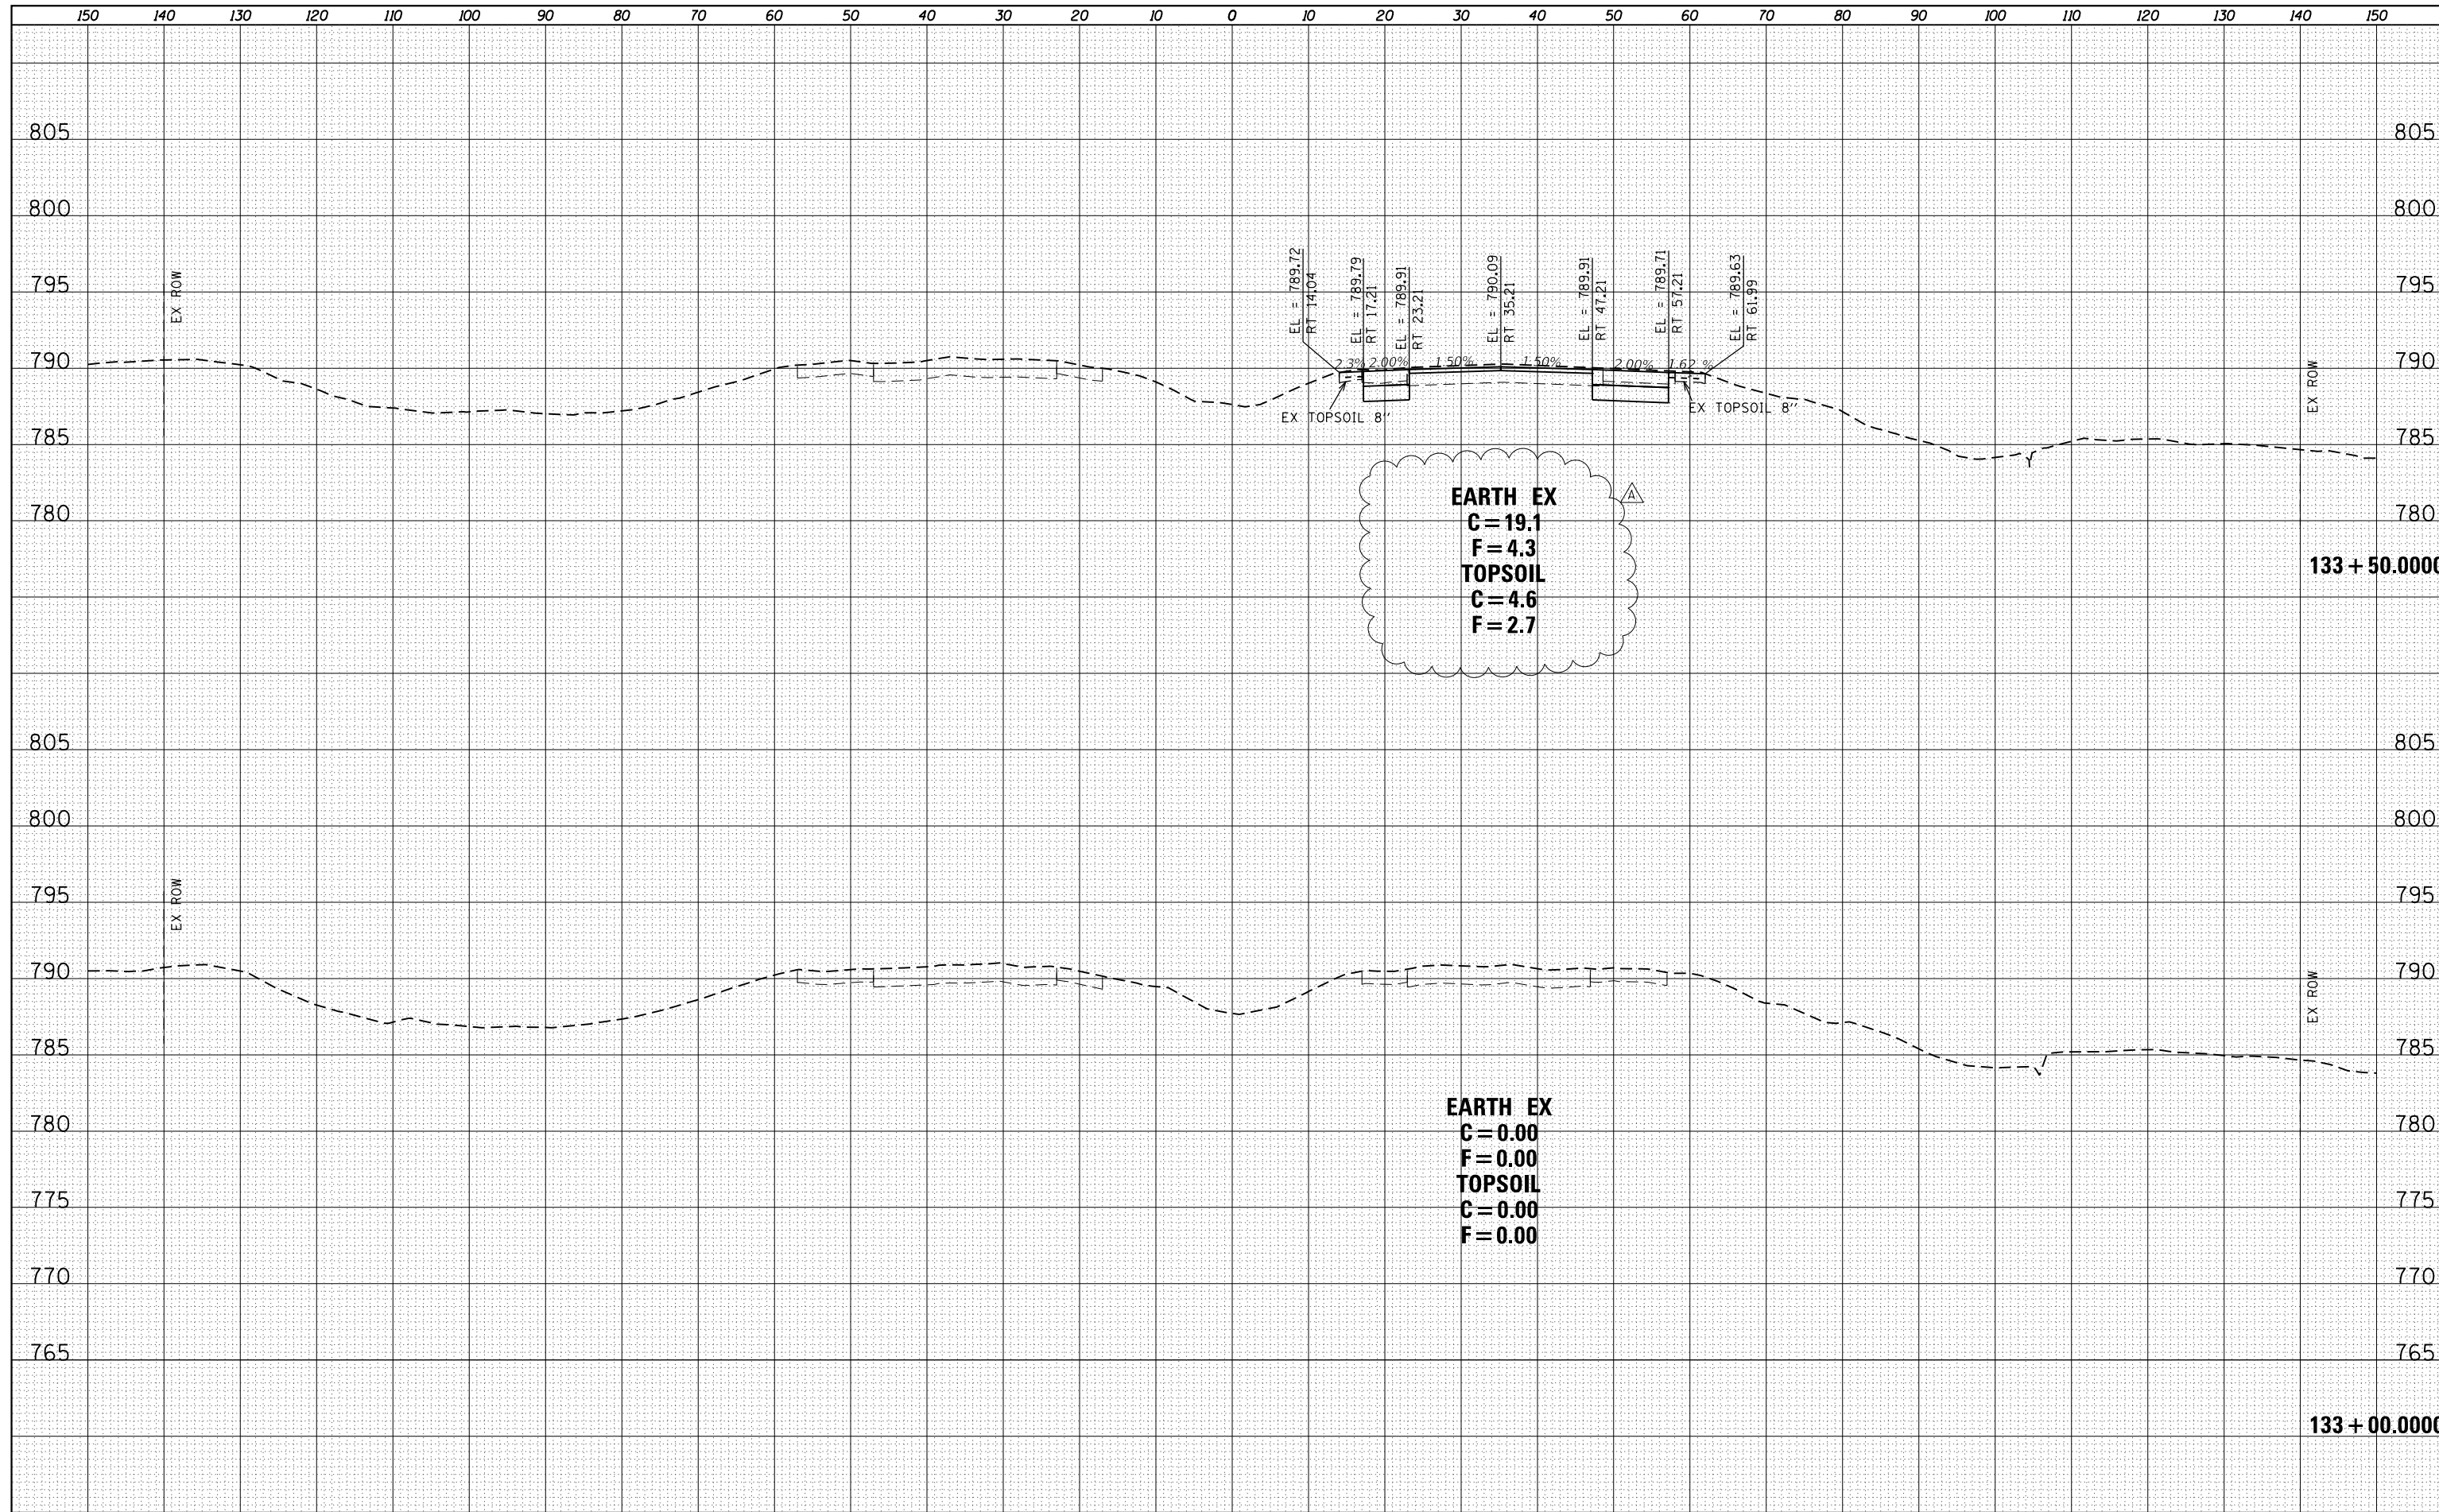 150 140 130 120 110 100 90 80 70 60 50 40 30 20 10 0 10 20 30 40 50 60 70 80 90 100 110 120 130 140 150
805 805
800 800
EL = 789.72
RT 14.04
EL = 789.79
RT 17.21
EL = 789.91
RT 23.21
EL = 790.09
RT 35.21
EL = 789.91
RT 47.21
EL = 789.71
RT 57.21
EL = 789.63
RT 61.99
795 795
EX ROW
790 790
2.3% 2.00% 1.50% 1.50% 2.00% 1.62 %
EX ROW
EX TOPSOIL 8''
EX TOPSOIL 8''
785 785
EARTH EX
A
C = 19.1
780 780
F = 4.3
TOPSOIL
133 + 50.0000
C = 4.6
F = 2.7
805 805
800 800
795 795
EX ROW
790 790
EX ROW
785 785
EARTH EX
780 780
C = 0.00
F = 0.00
TOPSOIL
775 775
C = 0.00
F = 0.00
770 770
765 765
133 + 00.0000